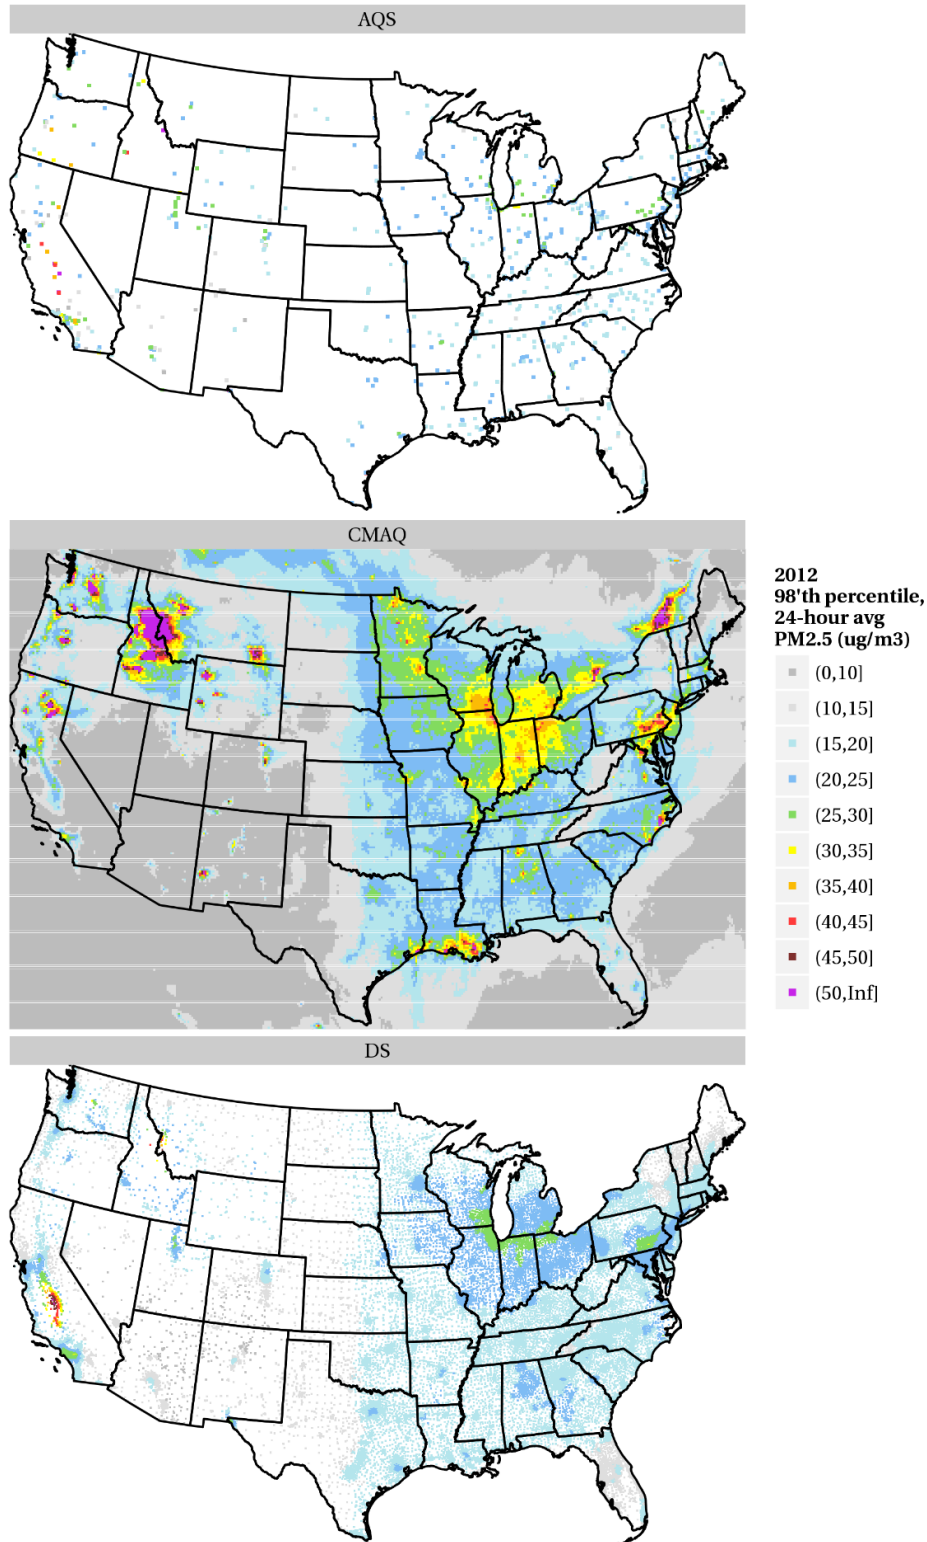 AQS
CMAQ
2012
98'th percentile,
24-hour avg
PM2.5 (ug/m3)
(0,10]
(10,15]
(15,20]
(20,25]
(25,30]
(30,35]
(35,40]
(40,45]
(45,50]
(50,Inf]
DS